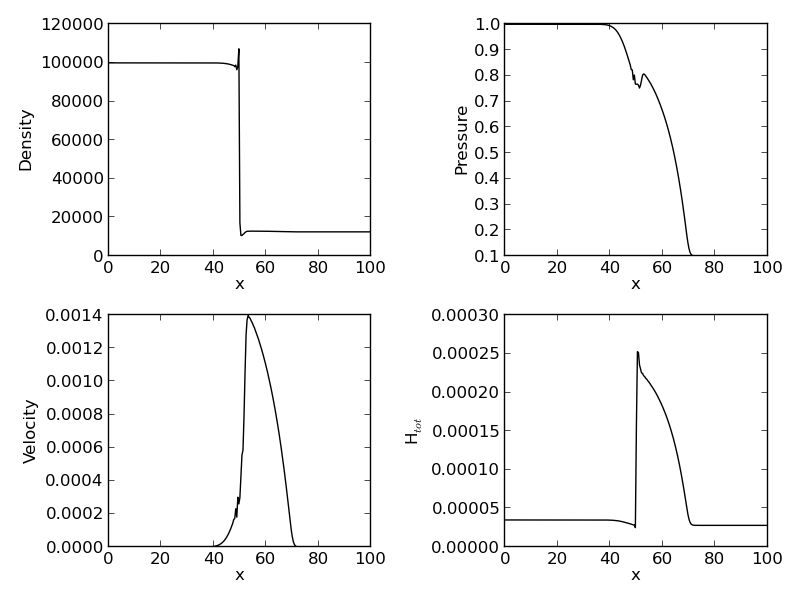 120000
100000
80000
60000
40000
20000
0
Density
0 20 40 60 80 100
x
1.0
0.9
0.8
0.7
0.6
0.5
0.4
0.3
0.2
0.1
Pressure
0 20 40 60 80 100
x
0.0014
0.0012
0.0010
0.0008
0.0006
0.0004
0.0002
0.0000
Velocity
0 20 40 60 80 100
x
0.00030
0.00025
0.00020
0.00015
0.00010
0.00005
0.00000
H_tot
0 20 40 60 80 100
x